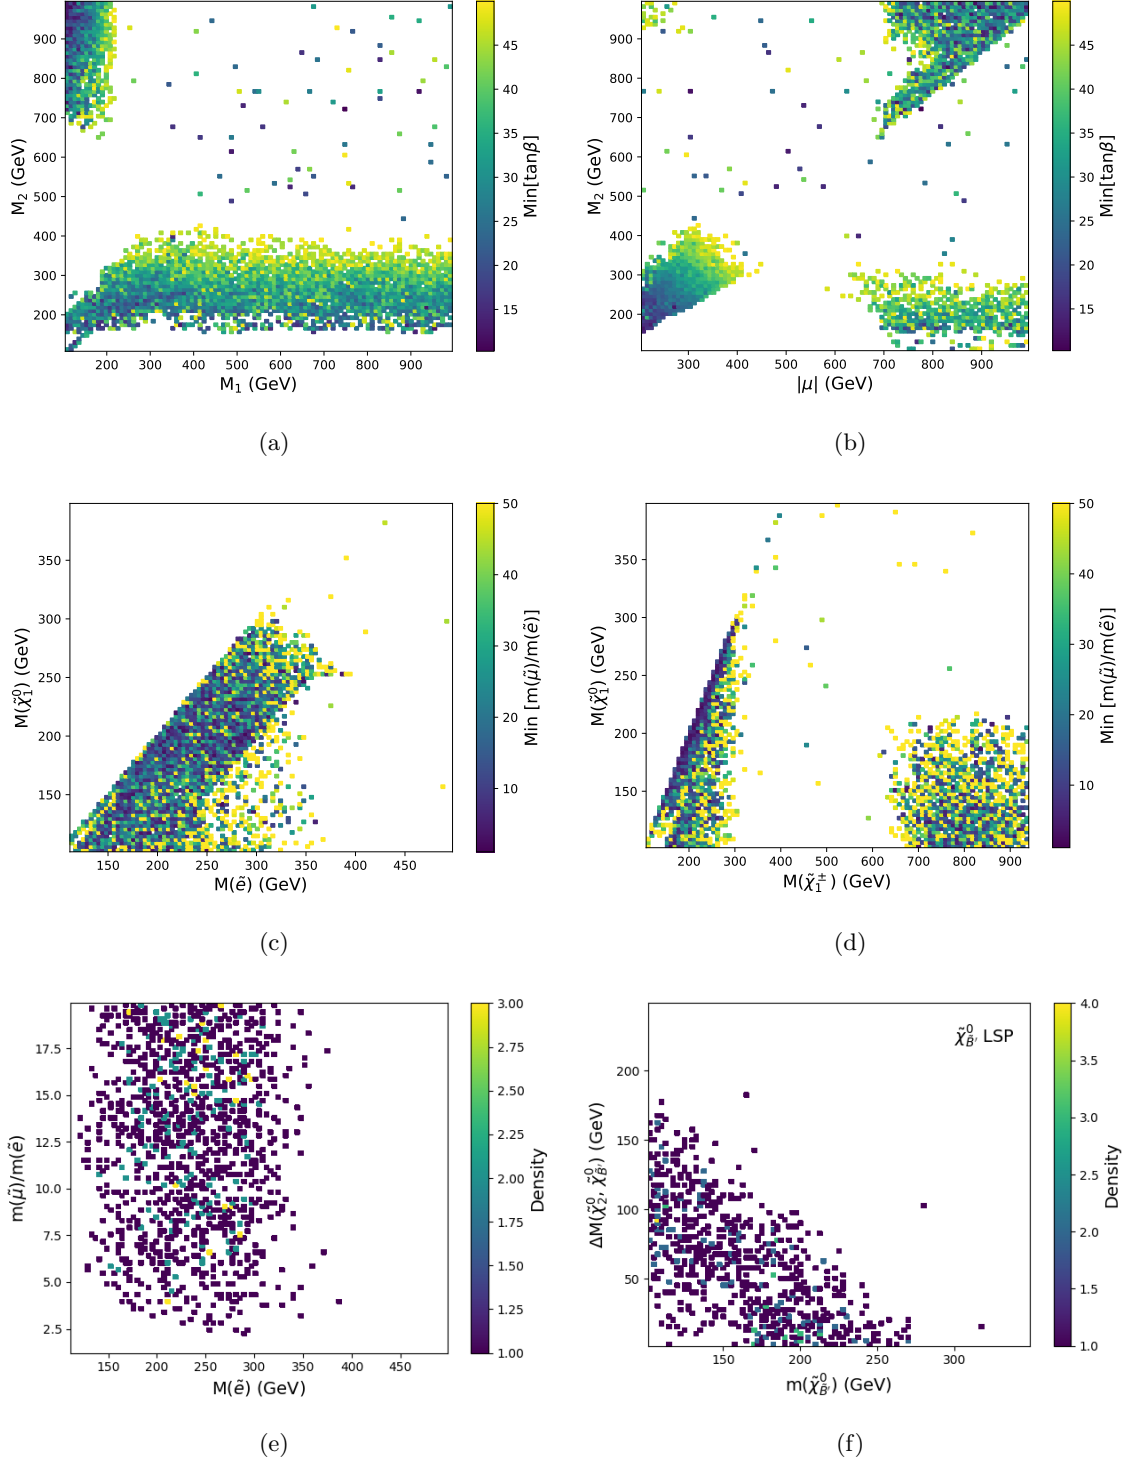 900
800
700
600
500
400
300
200
M₂ (GeV)
100 200 300 400 500 600 700 800 900
M₁ (GeV)
45
40
35
30
25
20
15
Min[tanβ]
(a)
900
800
700
600
500
400
300
200
M₂ (GeV)
300 400 500 600 700 800 900
|μ| (GeV)
45
40
35
30
25
20
15
Min[tanβ]
(b)
350
300
250
200
150
M(χ̃₁⁰) (GeV)
150 200 250 300 350 400 450
M(ẽ) (GeV)
50
40
30
20
10
Min [m(μ̃)/m(ẽ)]
(c)
350
300
250
200
150
M(χ̃₁⁰) (GeV)
200 300 400 500 600 700 800 900
M(χ̃₁±) (GeV)
50
40
30
20
10
Min [m(μ̃)/m(ẽ)]
(d)
17.5
15.0
12.5
10.0
7.5
5.0
2.5
m(μ̃)/m(ẽ)
150 200 250 300 350 400 450
M(ẽ) (GeV)
3.00
2.75
2.50
2.25
2.00
1.75
1.50
1.25
1.00
Density
(e)
χ̃⁰_B̃′ LSP
200
150
100
50
ΔM(χ̃₂⁰, χ̃⁰_B̃′) (GeV)
150 200 250 300
m(χ̃⁰_B̃′) (GeV)
4.0
3.5
3.0
2.5
2.0
1.5
1.0
Density
(f)